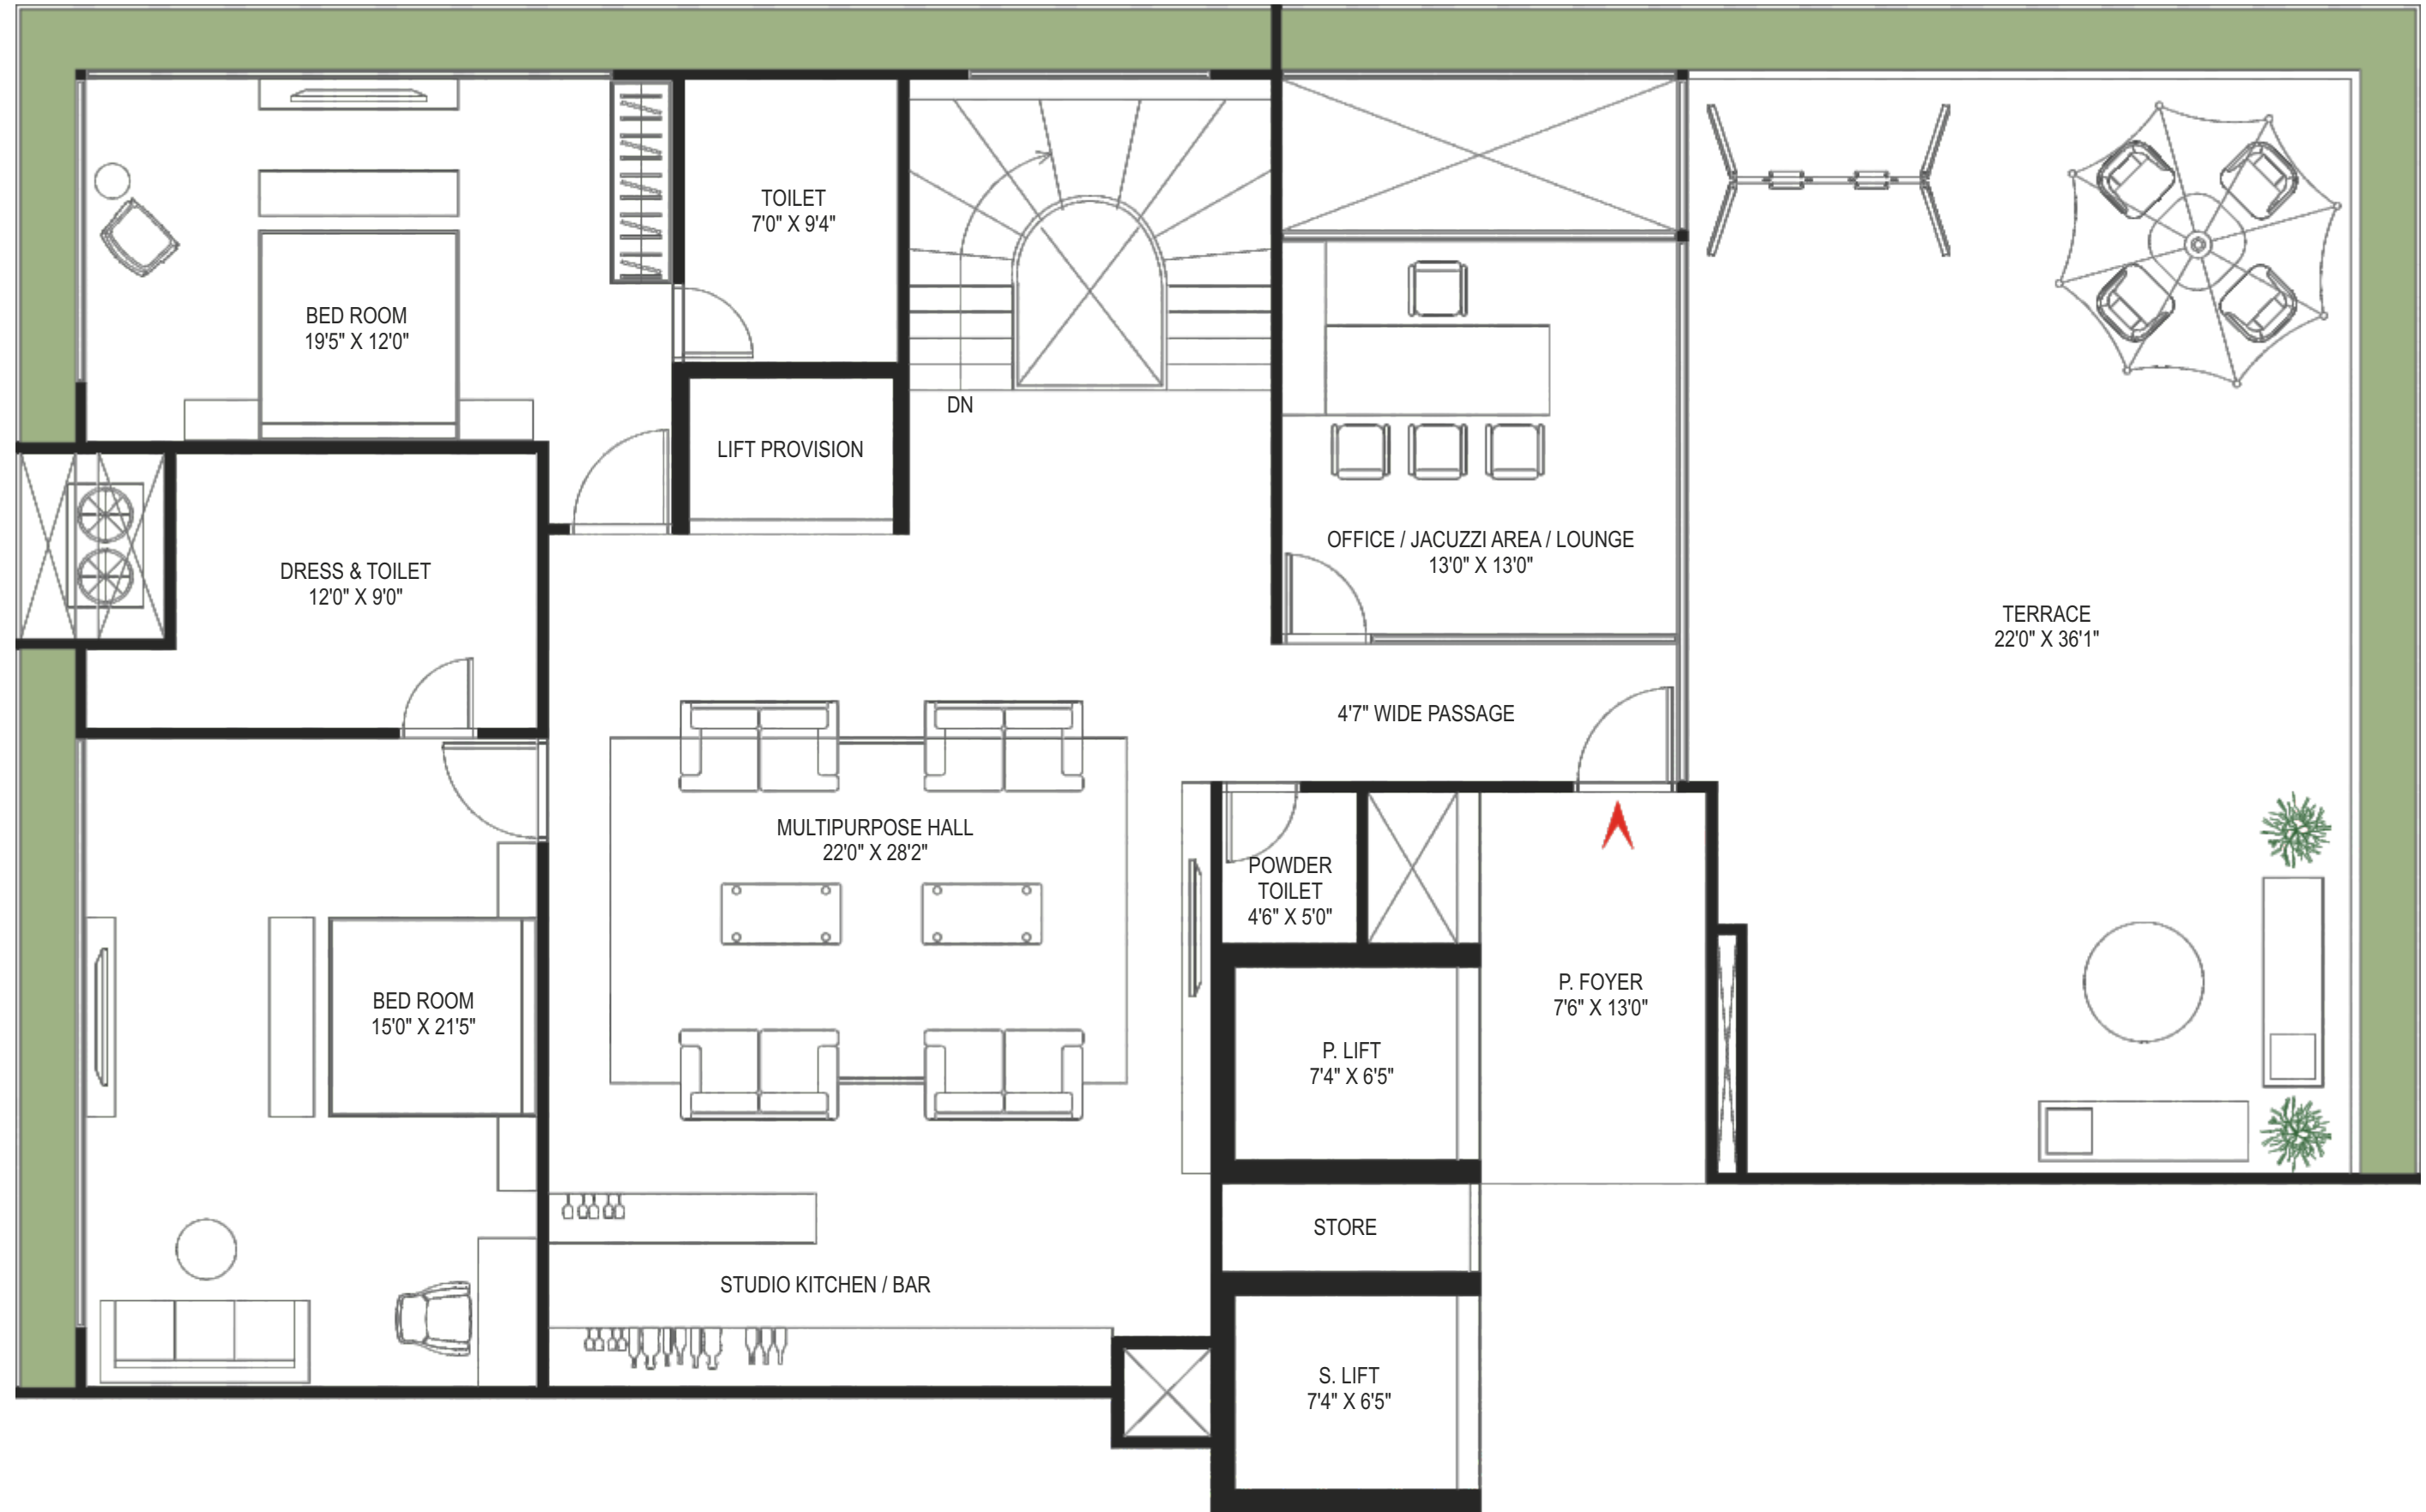 TOILET
7'0" X 9'4"
BED ROOM
19'5" X 12'0"
DN
LIFT PROVISION
OFFICE / JACUZZI AREA / LOUNGE
13'0" X 13'0"
DRESS & TOILET
12'0" X 9'0"
TERRACE
22'0" X 36'1"
4'7" WIDE PASSAGE
MULTIPURPOSE HALL
22'0" X 28'2"
POWDER
TOILET
4'6" X 5'0"
BED ROOM
15'0" X 21'5"
P. FOYER
7'6" X 13'0"
P. LIFT
7'4" X 6'5"
STORE
STUDIO KITCHEN / BAR
S. LIFT
7'4" X 6'5"